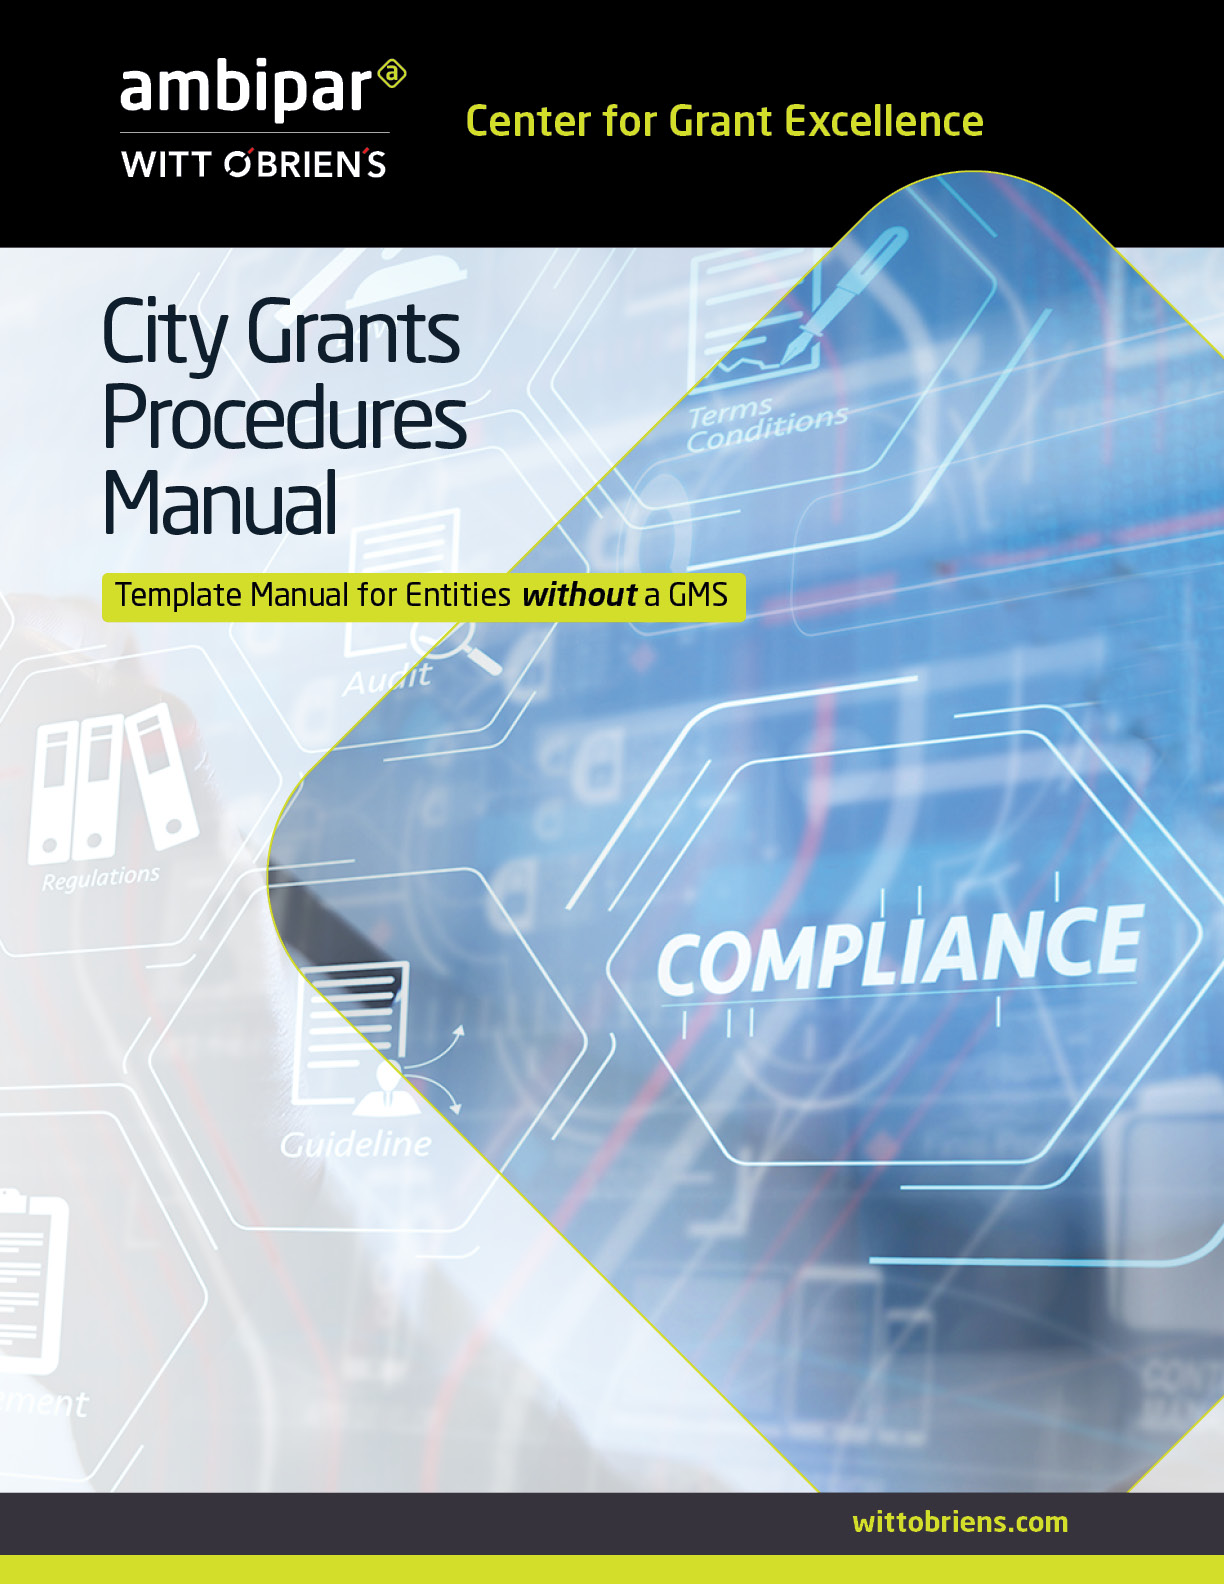 ambipar a
WITT O'BRIEN'S
Center for Grant Excellence
City Grants
Procedures
Manual
Template Manual for Entities without a GMS
Terms
Conditions
Audit
Regulations
COMPLIANCE
Guideline
wittobriens.com